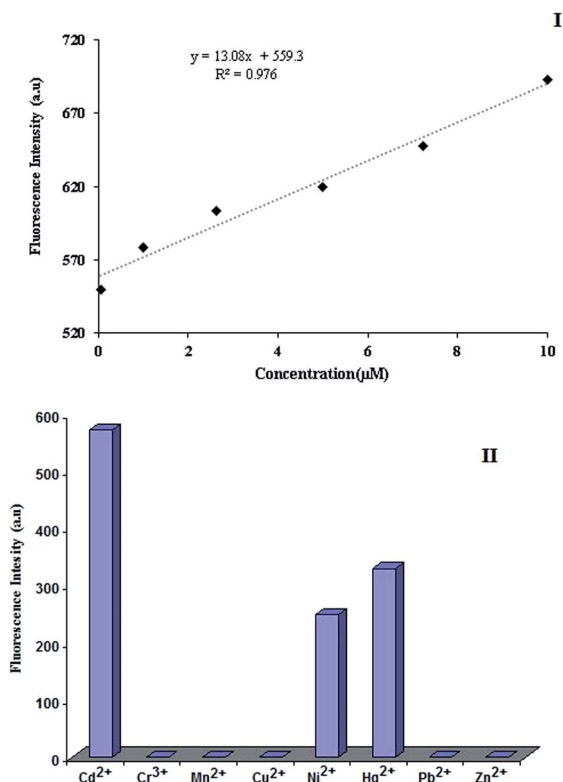 I
720
y = 13.08x + 559.3
R² = 0.976
670
620
570
520
Fluorescence Intensity (a.u)
0 2 4 6 8 10
Concentration(µM)
600
II
500
400
300
200
100
0
Fluorescence Intesity (a.u)
Cd2+ Cr3+ Mn2+ Cu2+ Ni2+ Hg2+ Pb2+ Zn2+